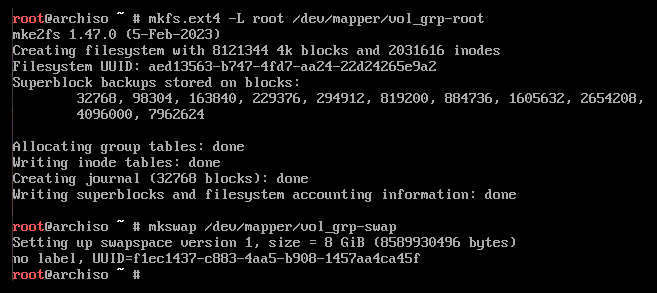 root@archiso ~ # mkfs.ext4 -L root /dev/mapper/vol_grp-root
mke2fs 1.47.0 (5-Feb-2023)
Creating filesystem with 8121344 4k blocks and 2031616 inodes
Filesystem UUID: aed13563-b747-4fd7-aa24-22d24265e9a2
Superblock backups stored on blocks:
        32768, 98304, 163840, 229376, 294912, 819200, 884736, 1605632, 2654208,
        4096000, 7962624

Allocating group tables: done
Writing inode tables: done
Creating journal (32768 blocks): done
Writing superblocks and filesystem accounting information: done

root@archiso ~ # mkswap /dev/mapper/vol_grp-swap
Setting up swapspace version 1, size = 8 GiB (8589930496 bytes)
no label, UUID=f1ec1437-c883-4aa5-b908-1457aa4ca45f
root@archiso ~ #